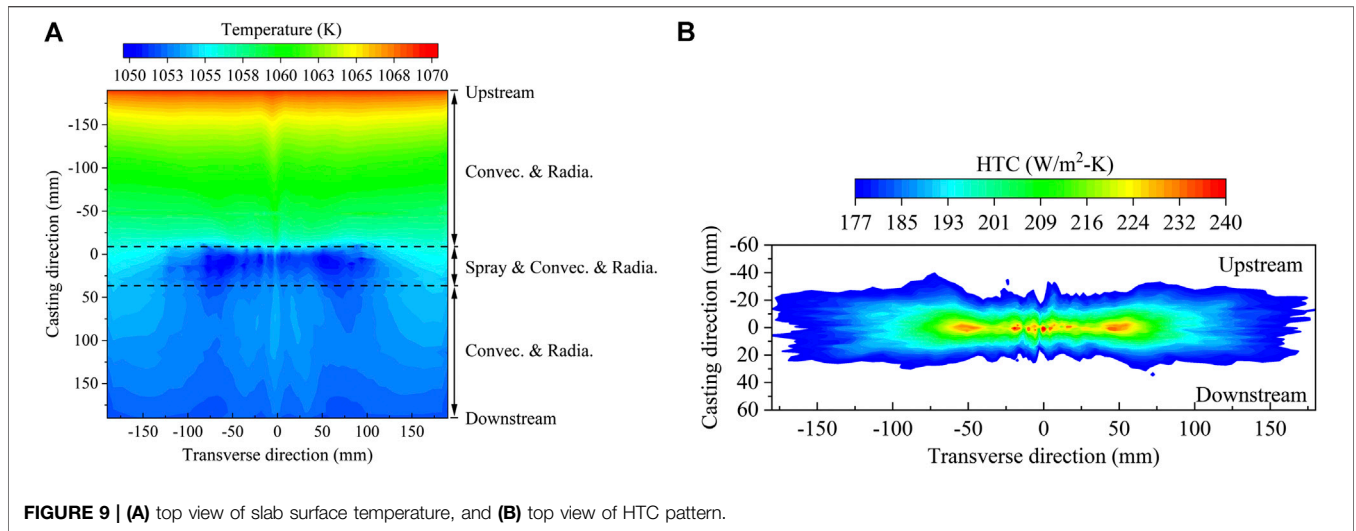 A
Temperature (K)
1050 1053 1055 1058 1060 1063 1065 1068 1070
Casting direction (mm)
-150
-100
-50
0
50
100
150
-150 -100 -50 0 50 100 150
Transverse direction (mm)
Upstream
Convec. & Radia.
Spray & Convec. & Radia.
Convec. & Radia.
Downstream
B
HTC (W/m²-K)
177 185 193 201 209 216 224 232 240
Casting direction (mm)
-60
-40
-20
0
20
40
60
Upstream
Downstream
-150 -100 -50 0 50 100 150
Transverse direction (mm)
FIGURE 9 | (A) top view of slab surface temperature, and (B) top view of HTC pattern.